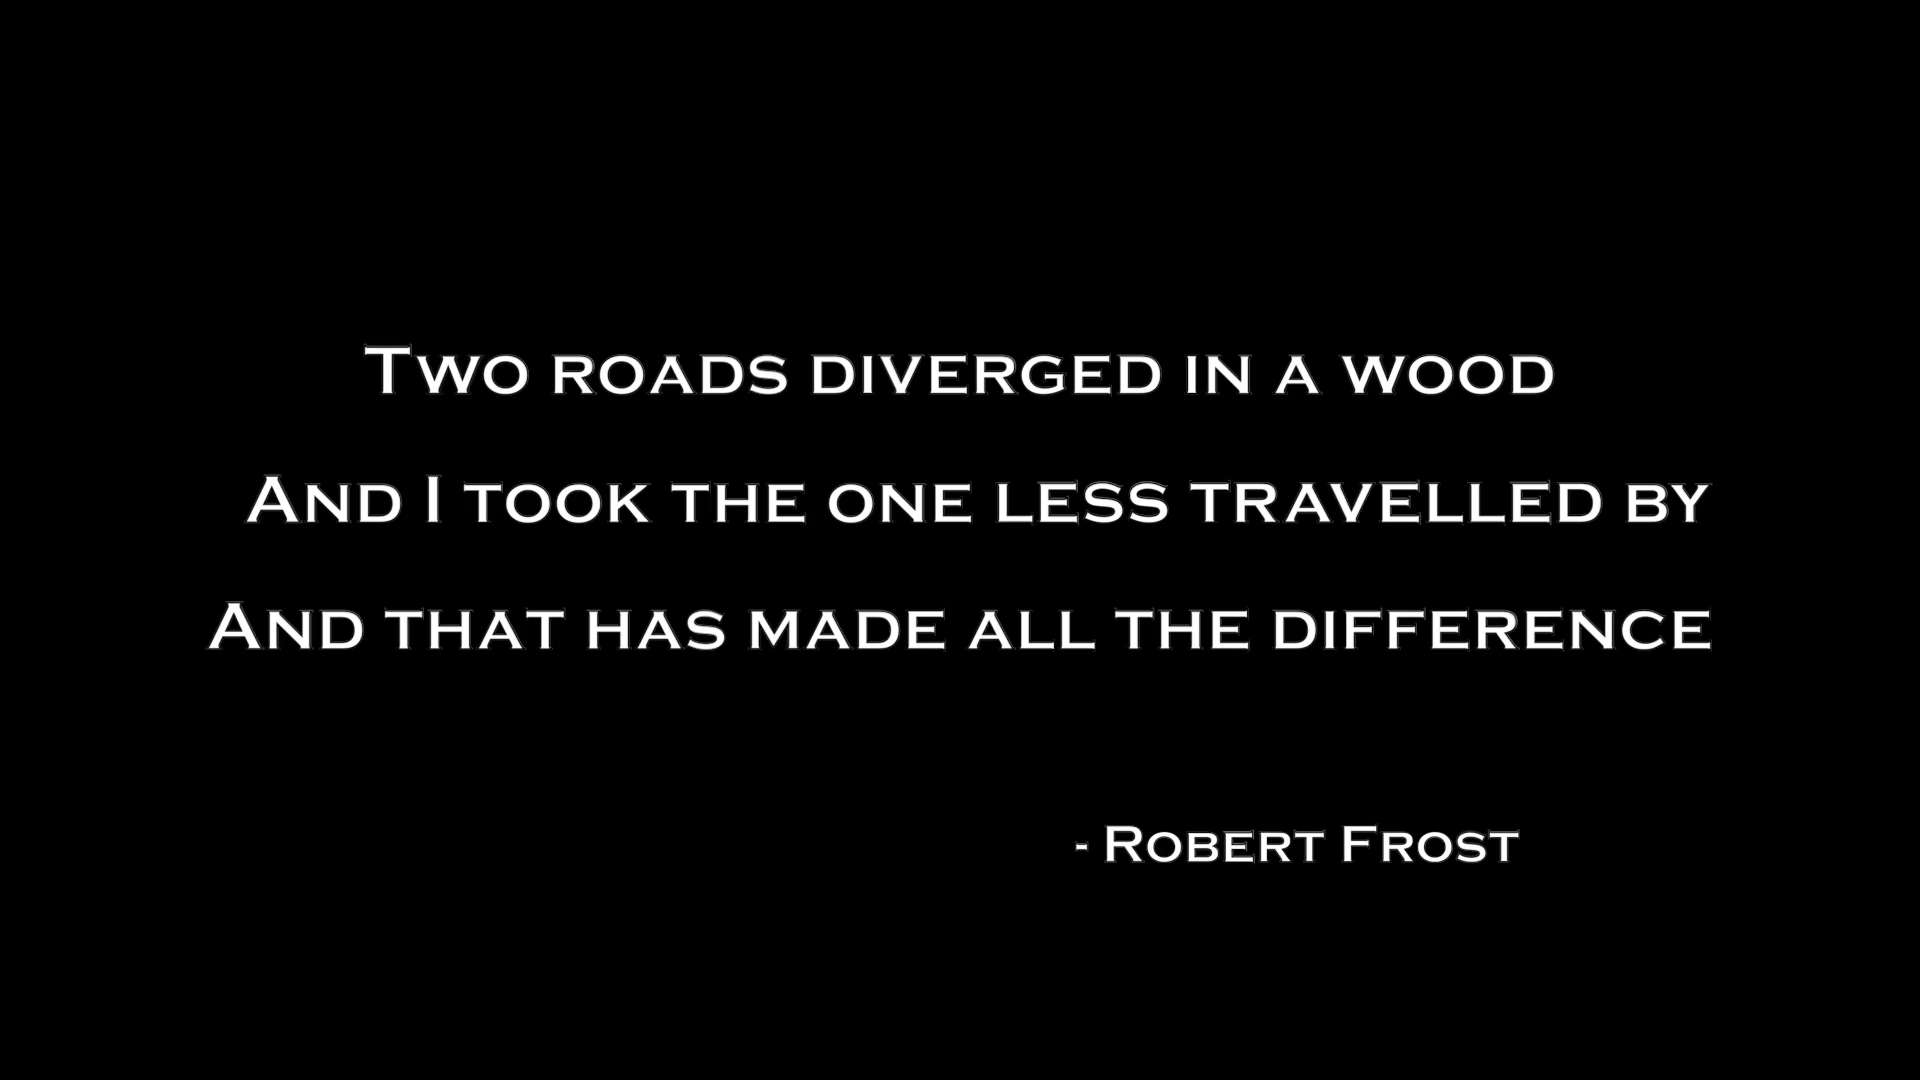 Two roads diverged in a wood
And I took the one less travelled by
And that has made all the difference
- Robert Frost